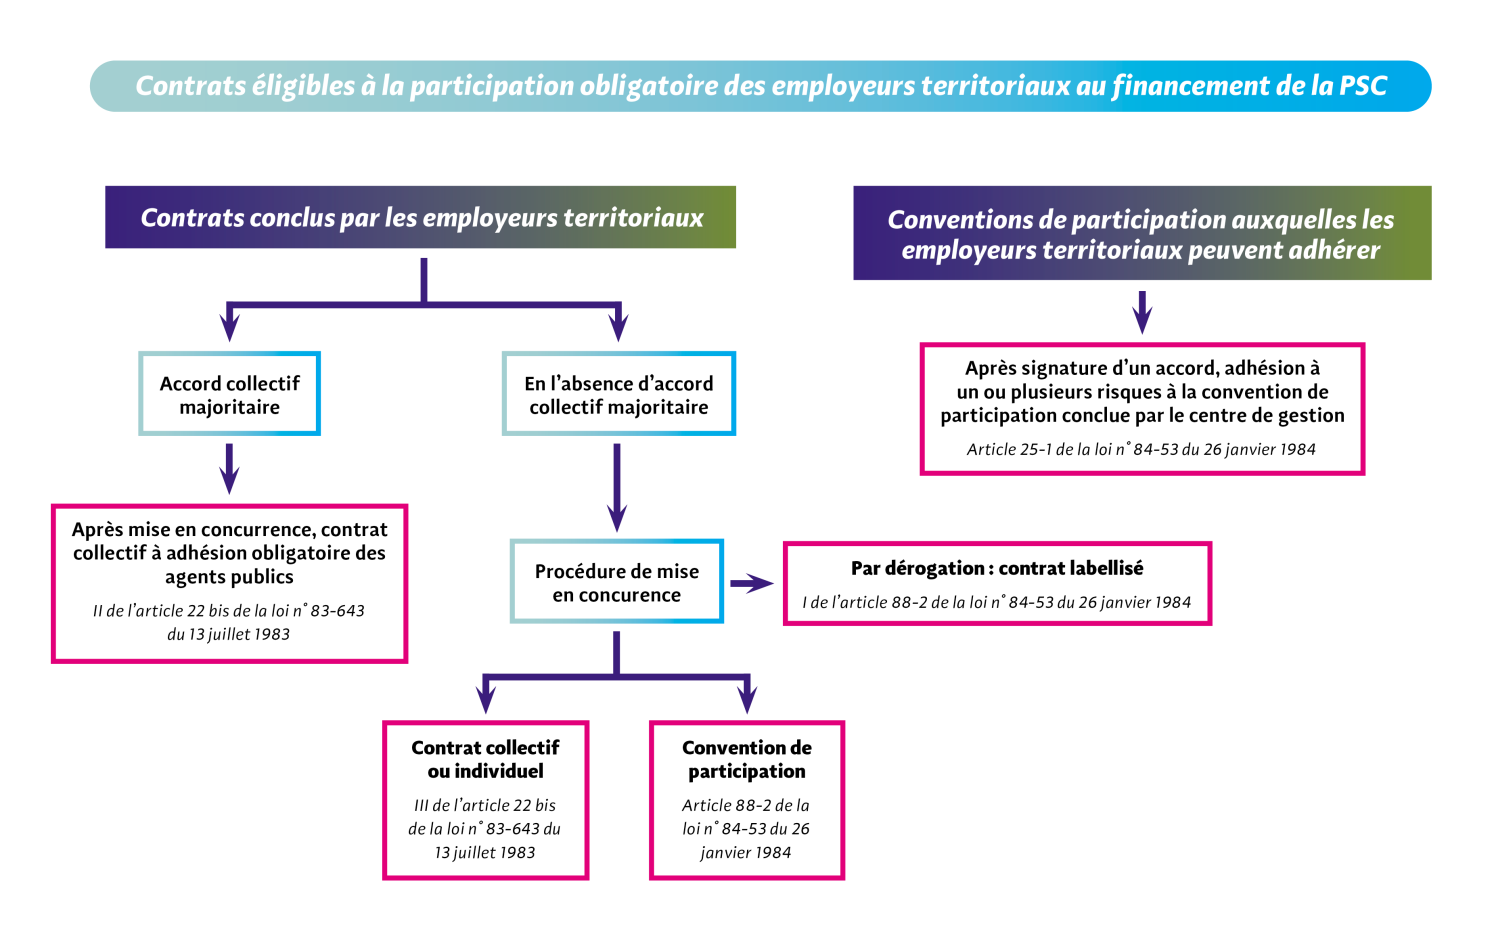 Contrats éligibles à la participation obligatoire des employeurs territoriaux au financement de la PSC
Contrats conclus par les employeurs territoriaux
Conventions de participation auxquelles les
employeurs territoriaux peuvent adhérer
Accord collectif
majoritaire
En l’absence d’accord
collectif majoritaire
Après signature d’un accord, adhésion à
un ou plusieurs risques à la convention de
participation conclue par le centre de gestion
Article 25-1 de la loi n° 84-53 du 26 janvier 1984
Après mise en concurrence, contrat
collectif à adhésion obligatoire des
agents publics
II de l’article 22 bis de la loi n° 83-643
du 13 juillet 1983
Procédure de mise
en concurence
Par dérogation : contrat labellisé
I de l’article 88-2 de la loi n° 84-53 du 26 janvier 1984
Contrat collectif
ou individuel
III de l’article 22 bis
de la loi n° 83-643 du
13 juillet 1983
Convention de
participation
Article 88-2 de la
loi n° 84-53 du 26
janvier 1984